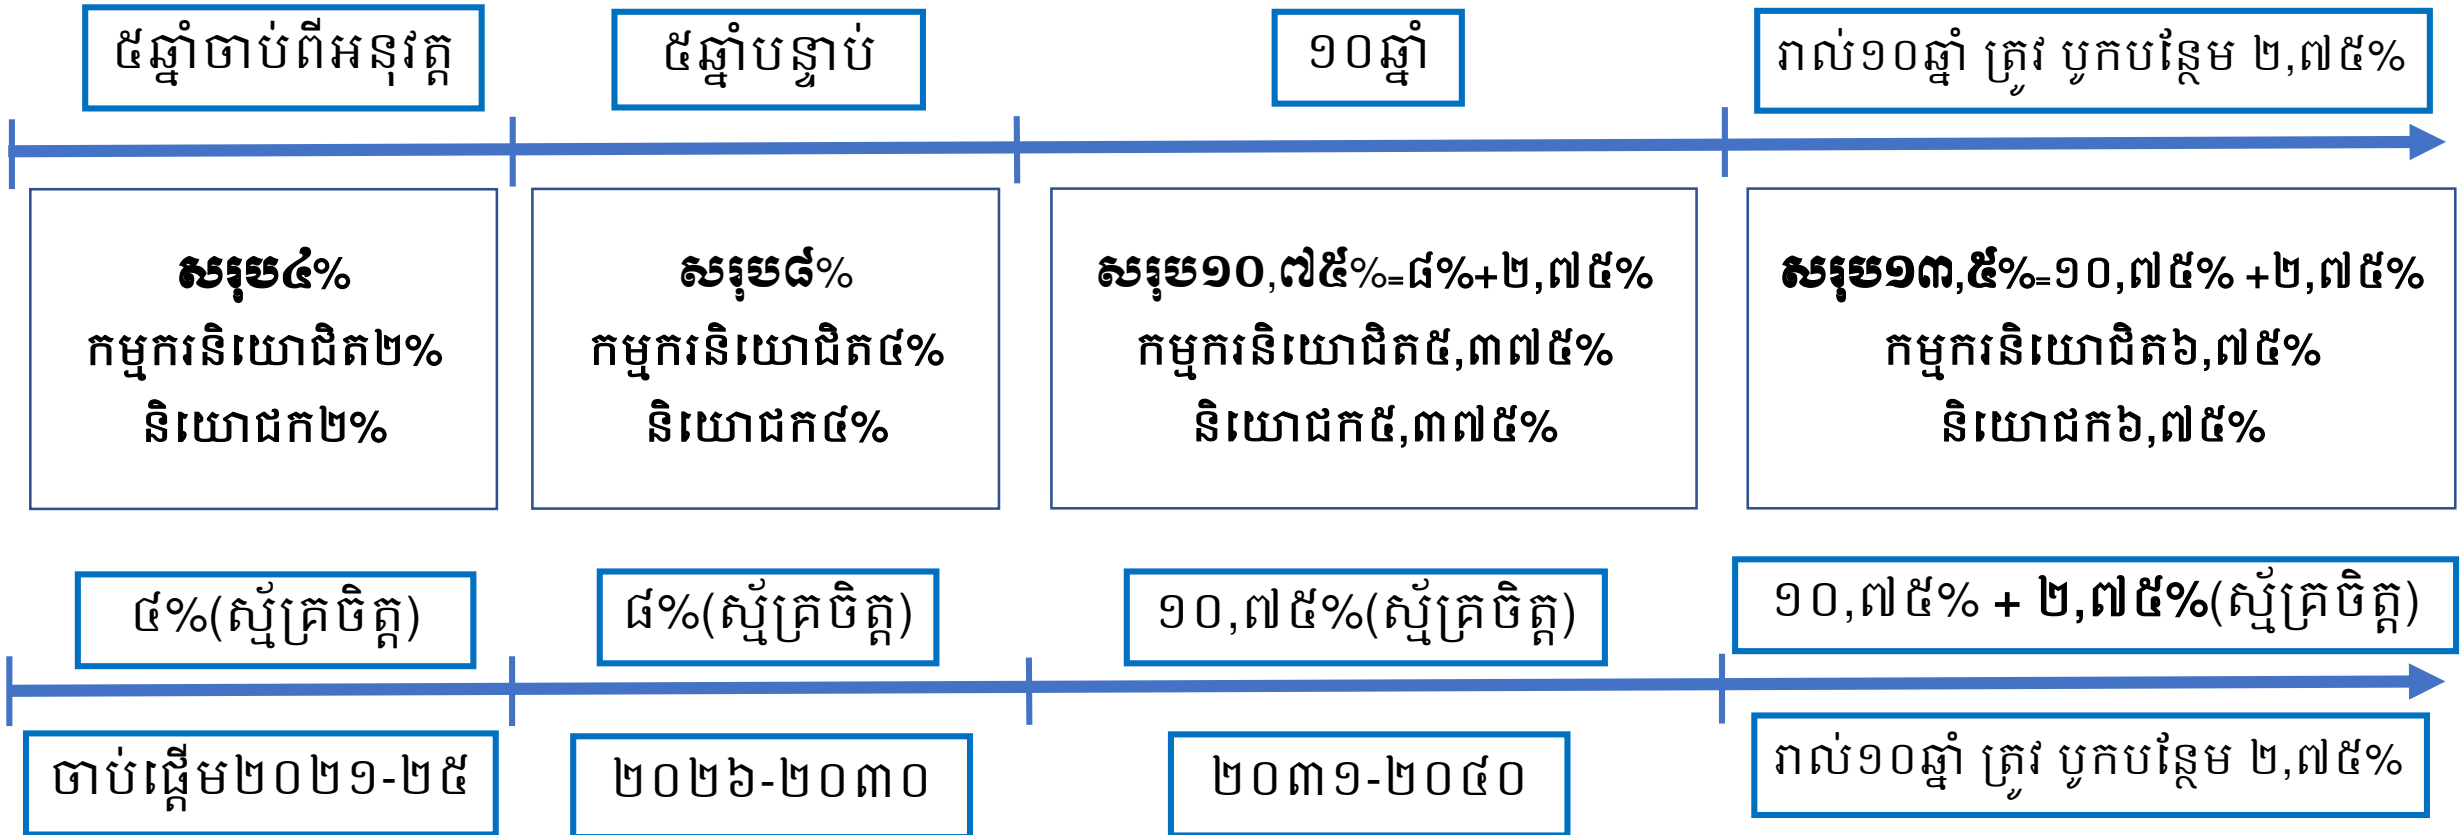 ៥ឆ្នាំចាប់ពីអនុវត្ត
៥ឆ្នាំបន្ទាប់
១០ឆ្នាំ
រាល់១០ឆ្នាំ ត្រូវ បូកបន្ថែម ២,៧៥%
សរុប៤%
កម្មករនិយោជិត២%
និយោជក២%
សរុប៨%
កម្មករនិយោជិត៤%
និយោជក៤%
សរុប១០,៧៥%=៨%+២,៧៥%
កម្មករនិយោជិត៥,៣៧៥%
និយោជក៥,៣៧៥%
សរុប១៣,៥%=១០,៧៥% +២,៧៥%
កម្មករនិយោជិត៦,៧៥%
និយោជក៦,៧៥%
៤%(ស្ម័គ្រចិត្ត)
៨%(ស្ម័គ្រចិត្ត)
១០,៧៥%(ស្ម័គ្រចិត្ត)
១០,៧៥% + ២,៧៥%(ស្ម័គ្រចិត្ត)
ចាប់ផ្តើម២០២១-២៥
២០២៦-២០៣០
២០៣១-២០៤០
រាល់១០ឆ្នាំ ត្រូវ បូកបន្ថែម ២,៧៥%